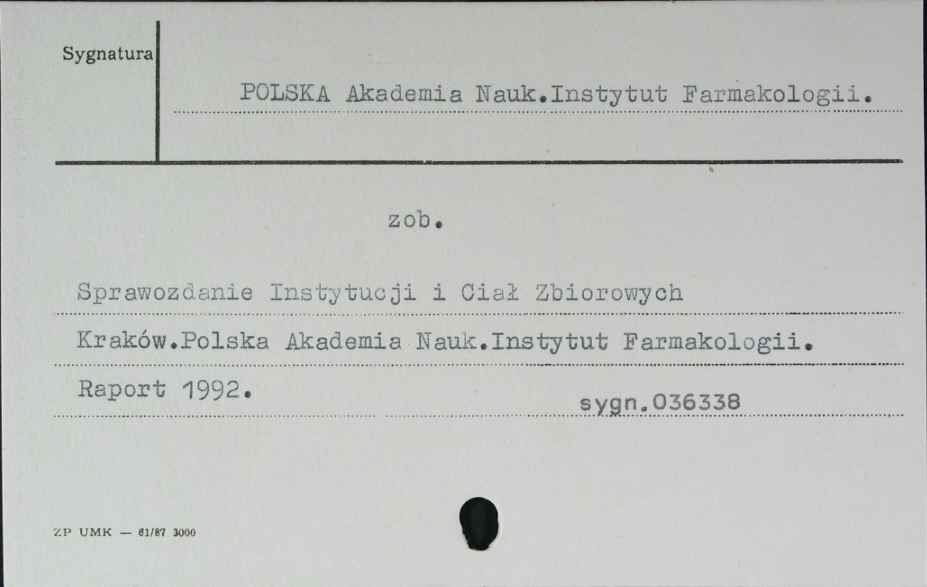 Sygnatura
POLSKA Akademia Nauk.Instytut Farmakologii.
zob.
Sprawozdanie Instytucji i Ciał Zbiorowych
Kraków.Polska Akademia Nauk.Instytut Farmakologii.
Raport 1992.
sygn.036338
ZP UMK — 61/87 3000